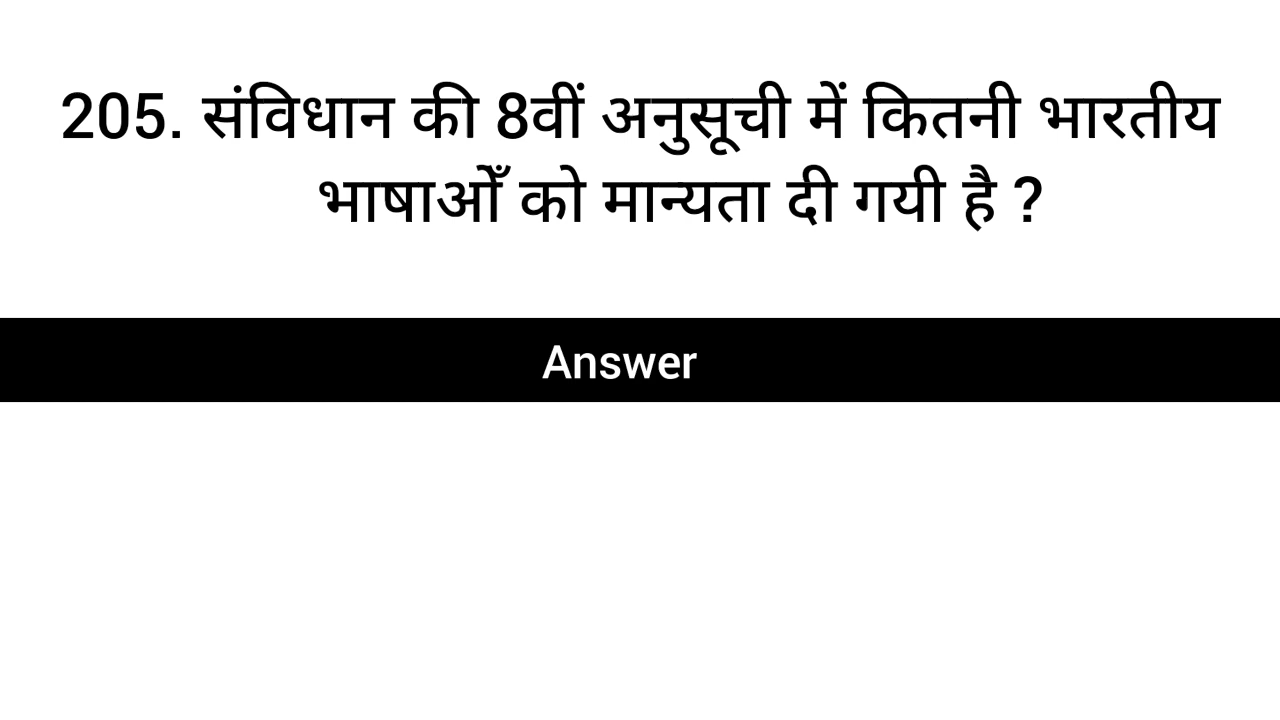 205. संविधान की 8वीं अनुसूची में कितनी भारतीय
भाषाओँ को मान्यता दी गयी है ?
Answer